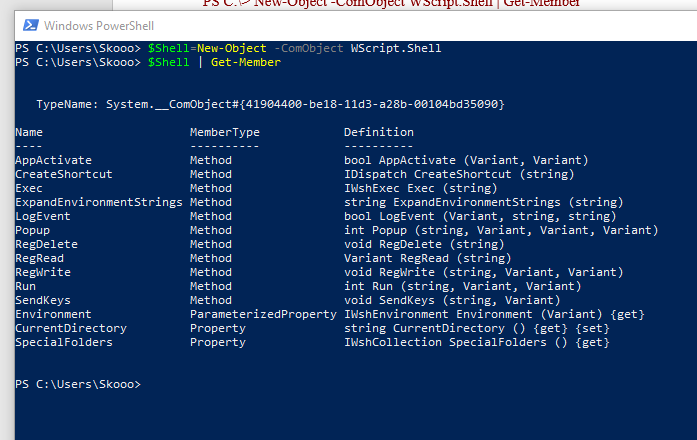 PS C:\> New-Object -ComObject WScript.Shell | Get-Member
Windows PowerShell
PS C:\Users\Skooo> $Shell=New-Object -ComObject WScript.Shell
PS C:\Users\Skooo> $Shell | Get-Member
TypeName: System.__ComObject#{41904400-be18-11d3-a28b-00104bd35090}
Name MemberType Definition
---- ---------- ----------
AppActivate Method bool AppActivate (Variant, Variant)
CreateShortcut Method IDispatch CreateShortcut (string)
Exec Method IWshExec Exec (string)
ExpandEnvironmentStrings Method string ExpandEnvironmentStrings (string)
LogEvent Method bool LogEvent (Variant, string, string)
Popup Method int Popup (string, Variant, Variant, Variant)
RegDelete Method void RegDelete (string)
RegRead Method Variant RegRead (string)
RegWrite Method void RegWrite (string, Variant, Variant)
Run Method int Run (string, Variant, Variant)
SendKeys Method void SendKeys (string, Variant)
Environment ParameterizedProperty IWshEnvironment Environment (Variant) {get}
CurrentDirectory Property string CurrentDirectory () {get} {set}
SpecialFolders Property IWshCollection SpecialFolders () {get}
PS C:\Users\Skooo>